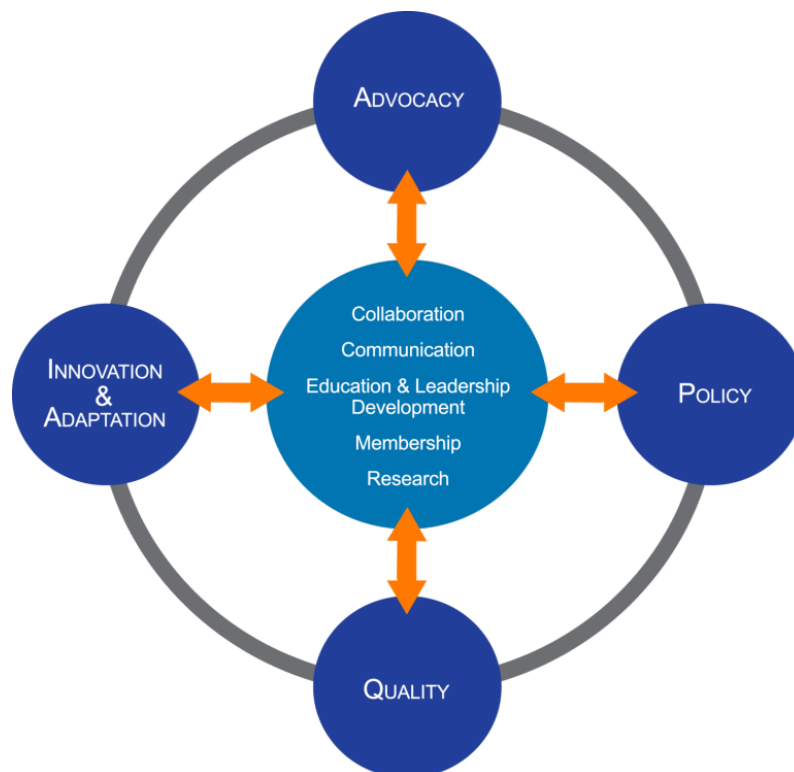 ADVOCACY
Collaboration
Communication
Education & Leadership
Development
Membership
Research
INNOVATION
&
ADAPTATION
POLICY
QUALITY